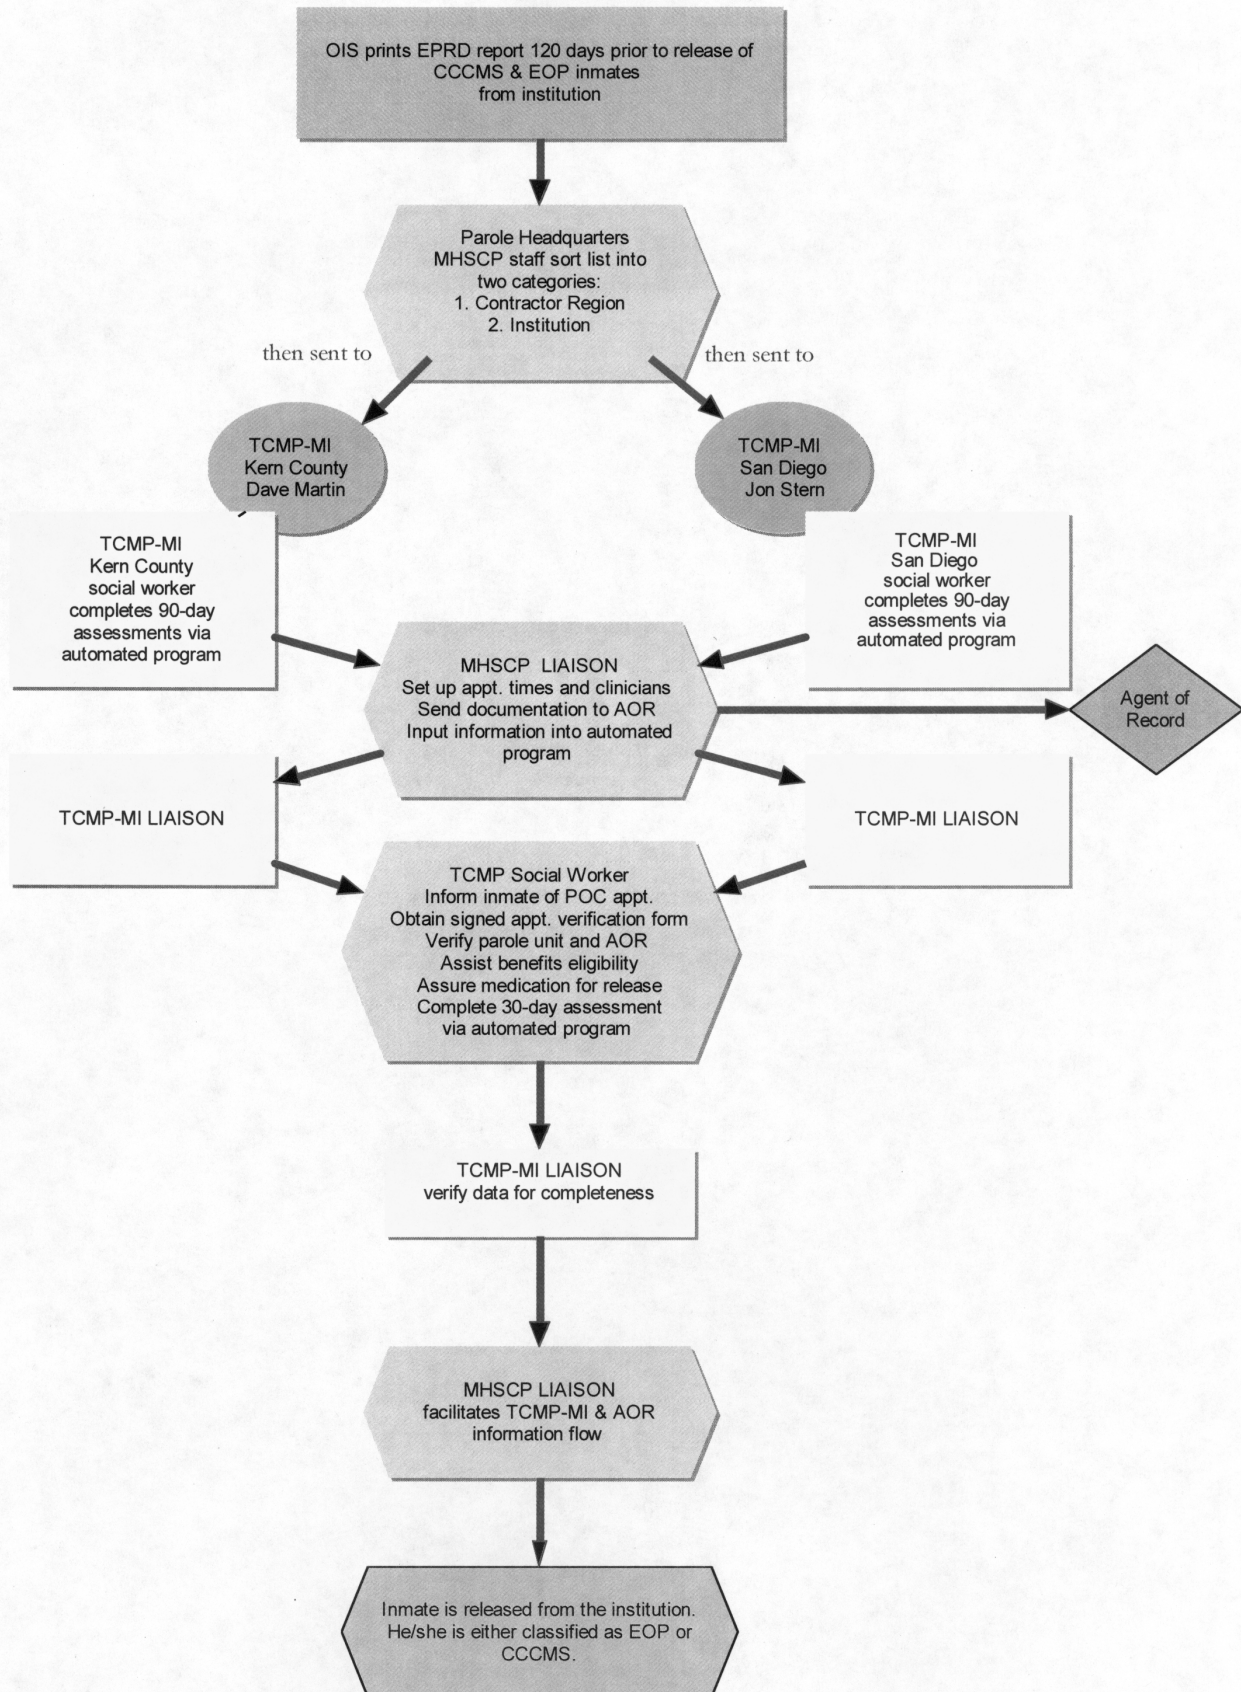 OIS prints EPRD report 120 days prior to release of
CCCMS & EOP inmates
from institution
Parole Headquarters
MHSCP staff sort list into
two categories:
1. Contractor Region
2. Institution
then sent to
then sent to
TCMP-MI
Kern County
Dave Martin
TCMP-MI
San Diego
Jon Stern
TCMP-MI
Kern County
social worker
completes 90-day
assessments via
automated program
TCMP-MI
San Diego
social worker
completes 90-day
assessments via
automated program
MHSCP LIAISON
Set up appt. times and clinicians
Send documentation to AOR
Input information into automated
program
Agent of
Record
TCMP-MI LIAISON
TCMP-MI LIAISON
TCMP Social Worker
Inform inmate of POC appt.
Obtain signed appt. verification form
Verify parole unit and AOR
Assist benefits eligibility
Assure medication for release
Complete 30-day assessment
via automated program
TCMP-MI LIAISON
verify data for completeness
MHSCP LIAISON
facilitates TCMP-MI & AOR
information flow
Inmate is released from the institution.
He/she is either classified as EOP or
CCCMS.